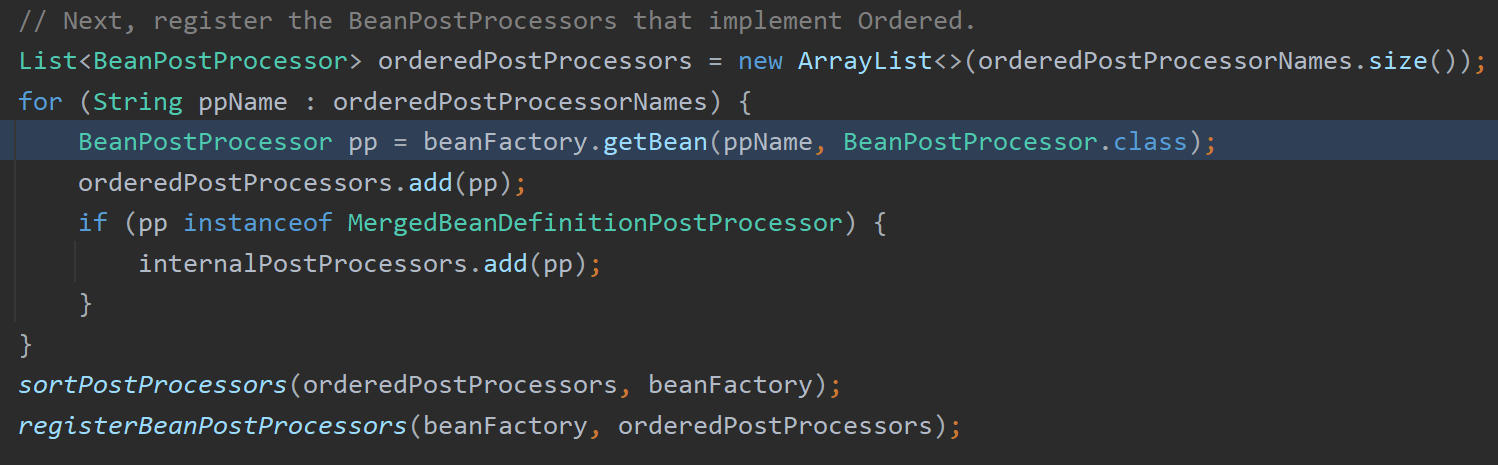 // Next, register the BeanPostProcessors that implement Ordered.
List<BeanPostProcessor> orderedPostProcessors = new ArrayList<>(orderedPostProcessorNames.size());
for (String ppName : orderedPostProcessorNames) {
    BeanPostProcessor pp = beanFactory.getBean(ppName, BeanPostProcessor.class);
    orderedPostProcessors.add(pp);
    if (pp instanceof MergedBeanDefinitionPostProcessor) {
        internalPostProcessors.add(pp);
    }
}
sortPostProcessors(orderedPostProcessors, beanFactory);
registerBeanPostProcessors(beanFactory, orderedPostProcessors);